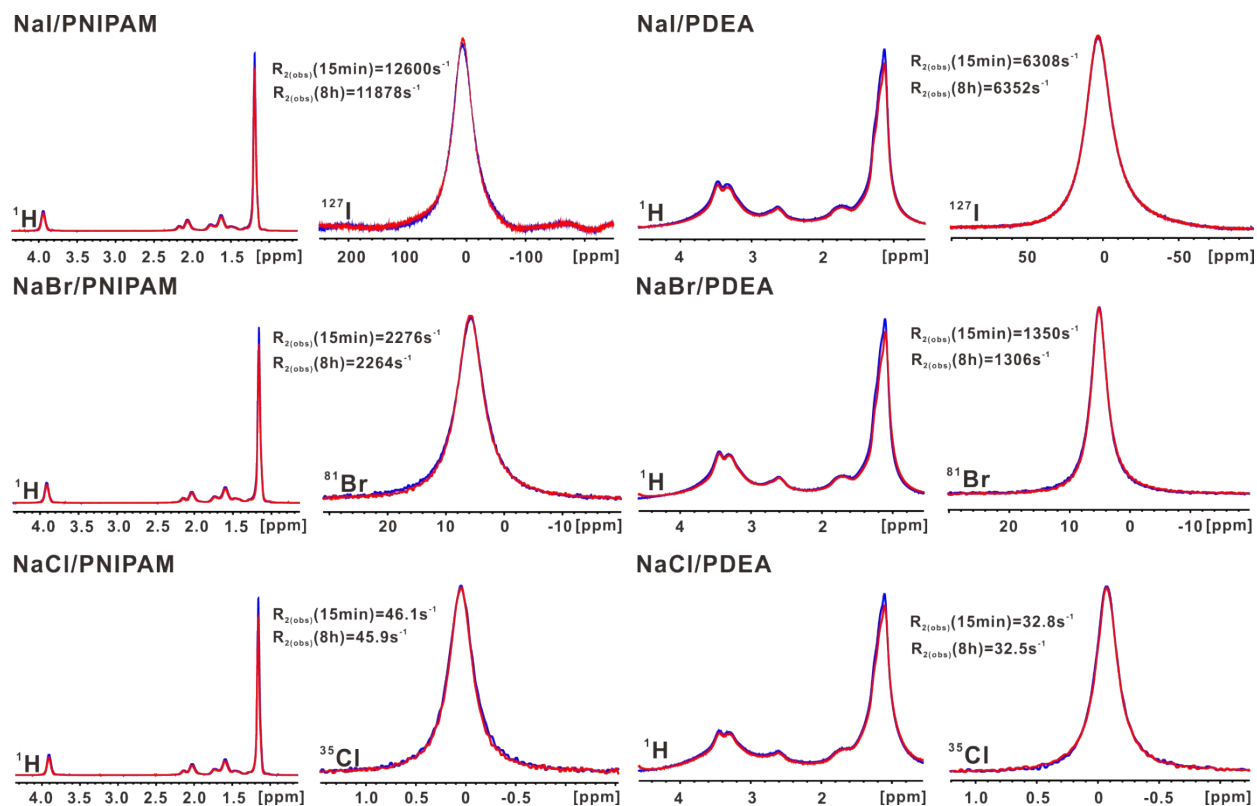 NaI/PNIPAM
R₂(obs)(15min)=12600s⁻¹
R₂(obs)(8h)=11878s⁻¹
¹H
¹²⁷I
4.0 3.5 3.0 2.5 2.0 1.5 [ppm]
200 100 0 -100 [ppm]
NaI/PDEA
R₂(obs)(15min)=6308s⁻¹
R₂(obs)(8h)=6352s⁻¹
¹H
¹²⁷I
4 3 2 [ppm]
50 0 -50 [ppm]
NaBr/PNIPAM
R₂(obs)(15min)=2276s⁻¹
R₂(obs)(8h)=2264s⁻¹
¹H
⁸¹Br
4.0 3.5 3.0 2.5 2.0 1.5 [ppm]
20 10 0 -10 [ppm]
NaBr/PDEA
R₂(obs)(15min)=1350s⁻¹
R₂(obs)(8h)=1306s⁻¹
¹H
⁸¹Br
4 3 2 [ppm]
20 10 0 -10 [ppm]
NaCl/PNIPAM
R₂(obs)(15min)=46.1s⁻¹
R₂(obs)(8h)=45.9s⁻¹
¹H
³⁵Cl
4.0 3.5 3.0 2.5 2.0 1.5 [ppm]
1.0 0.5 0 -0.5 [ppm]
NaCl/PDEA
R₂(obs)(15min)=32.8s⁻¹
R₂(obs)(8h)=32.5s⁻¹
¹H
³⁵Cl
4 3 2 [ppm]
1.0 0.5 0 -0.5 [ppm]